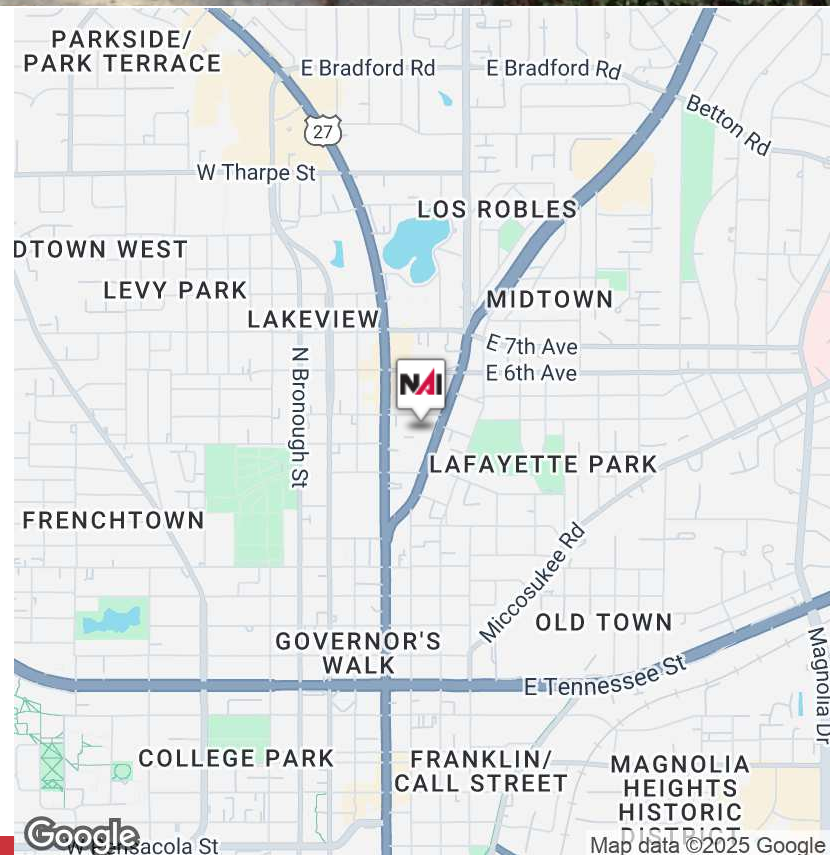 PARKSIDE/
PARK TERRACE
E Bradford Rd
E Bradford Rd
Betton Rd
27
W Tharpe St
LOS ROBLES
DTOWN WEST
LEVY PARK
MIDTOWN
LAKEVIEW
E 7th Ave
E 6th Ave
NAI
N Bronough St
LAFAYETTE PARK
FRENCHTOWN
Miccosukee Rd
OLD TOWN
GOVERNOR'S
WALK
E Tennessee St
Magnolia Dr
COLLEGE PARK
FRANKLIN/
CALL STREET
MAGNOLIA
HEIGHTS
HISTORIC
DISTRICT
Google
W Pensacola St
Map data ©2025 Google